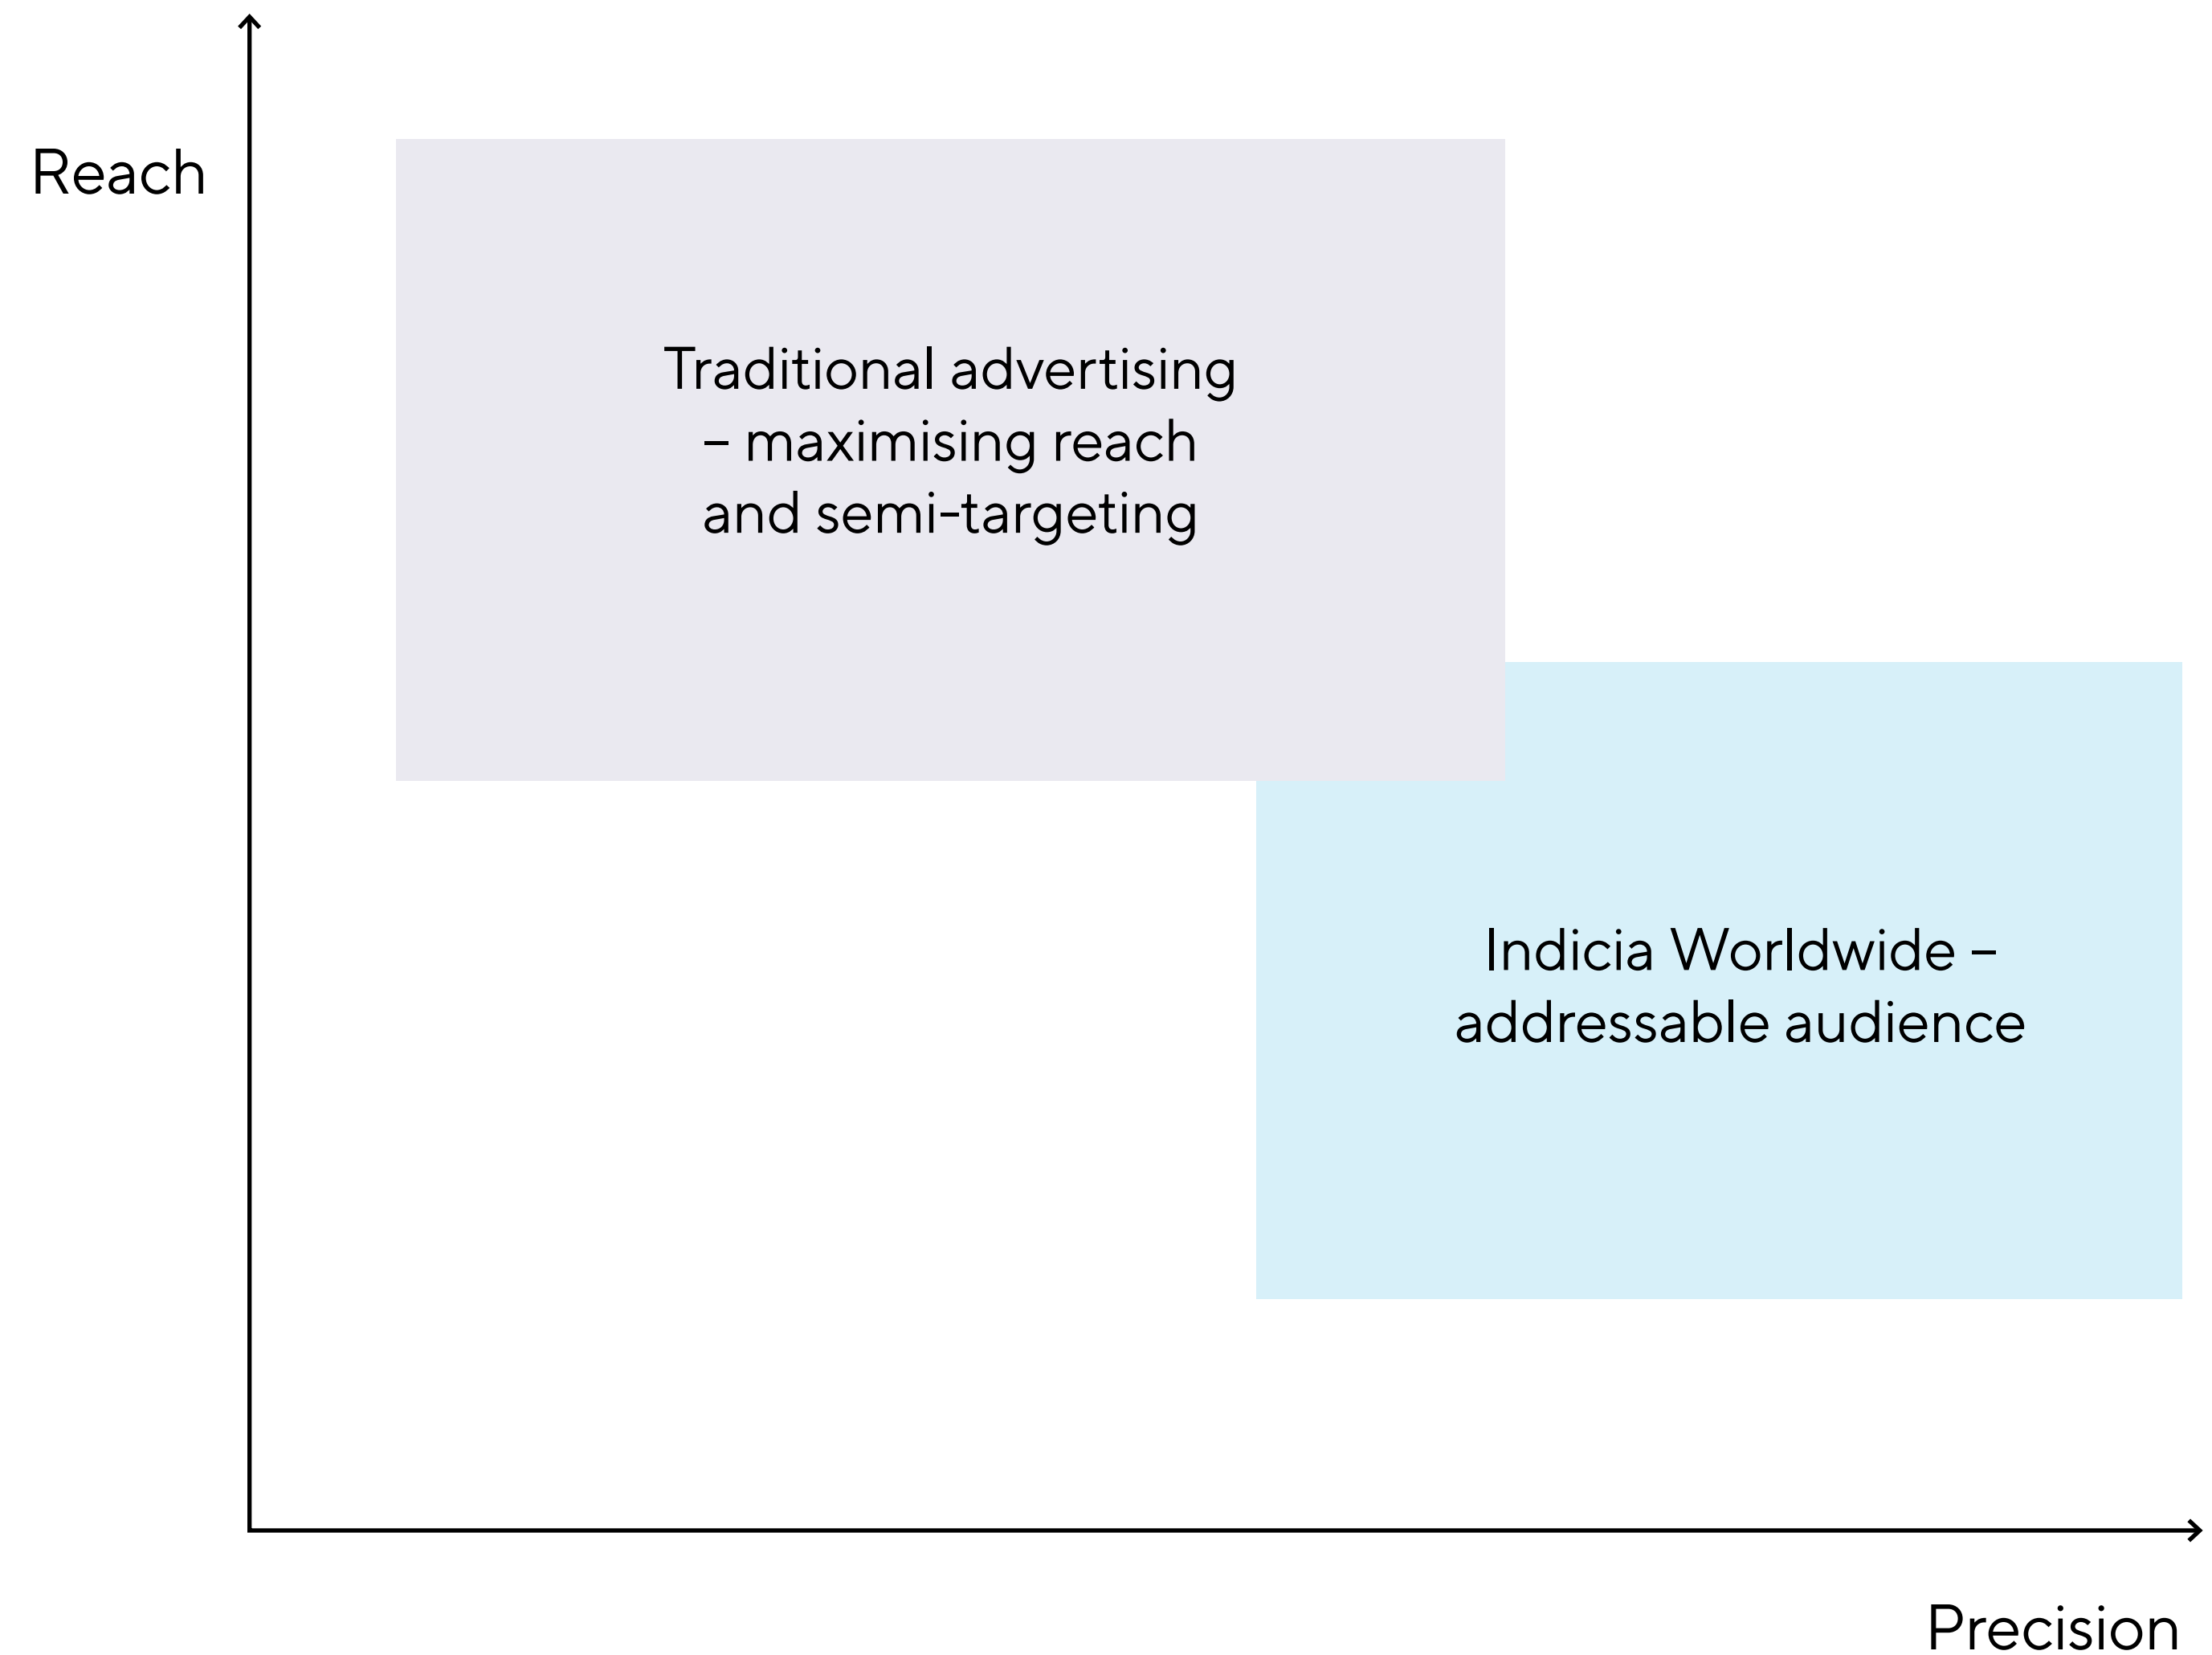 Reach
Traditional advertising
– maximising reach
and semi-targeting
Indicia Worldwide –
addressable audience
Precision